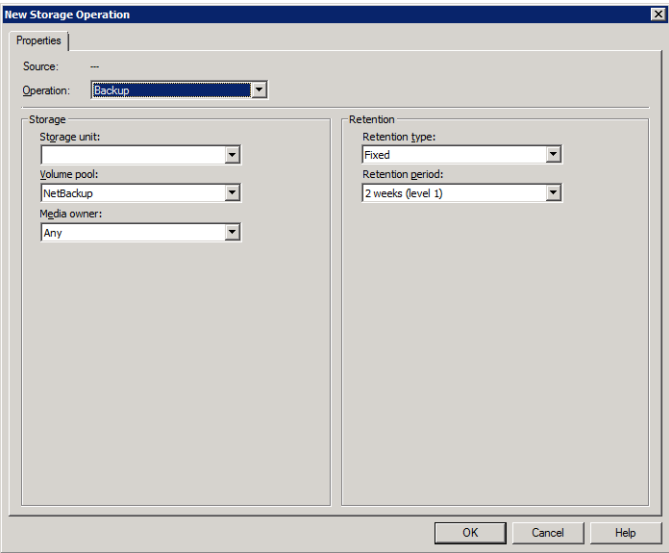 New Storage Operation
Properties
Source: ---
Operation: Backup
Storage
Storage unit:
Volume pool:
NetBackup
Media owner:
Any
Retention
Retention type:
Fixed
Retention period:
2 weeks (level 1)
OK Cancel Help